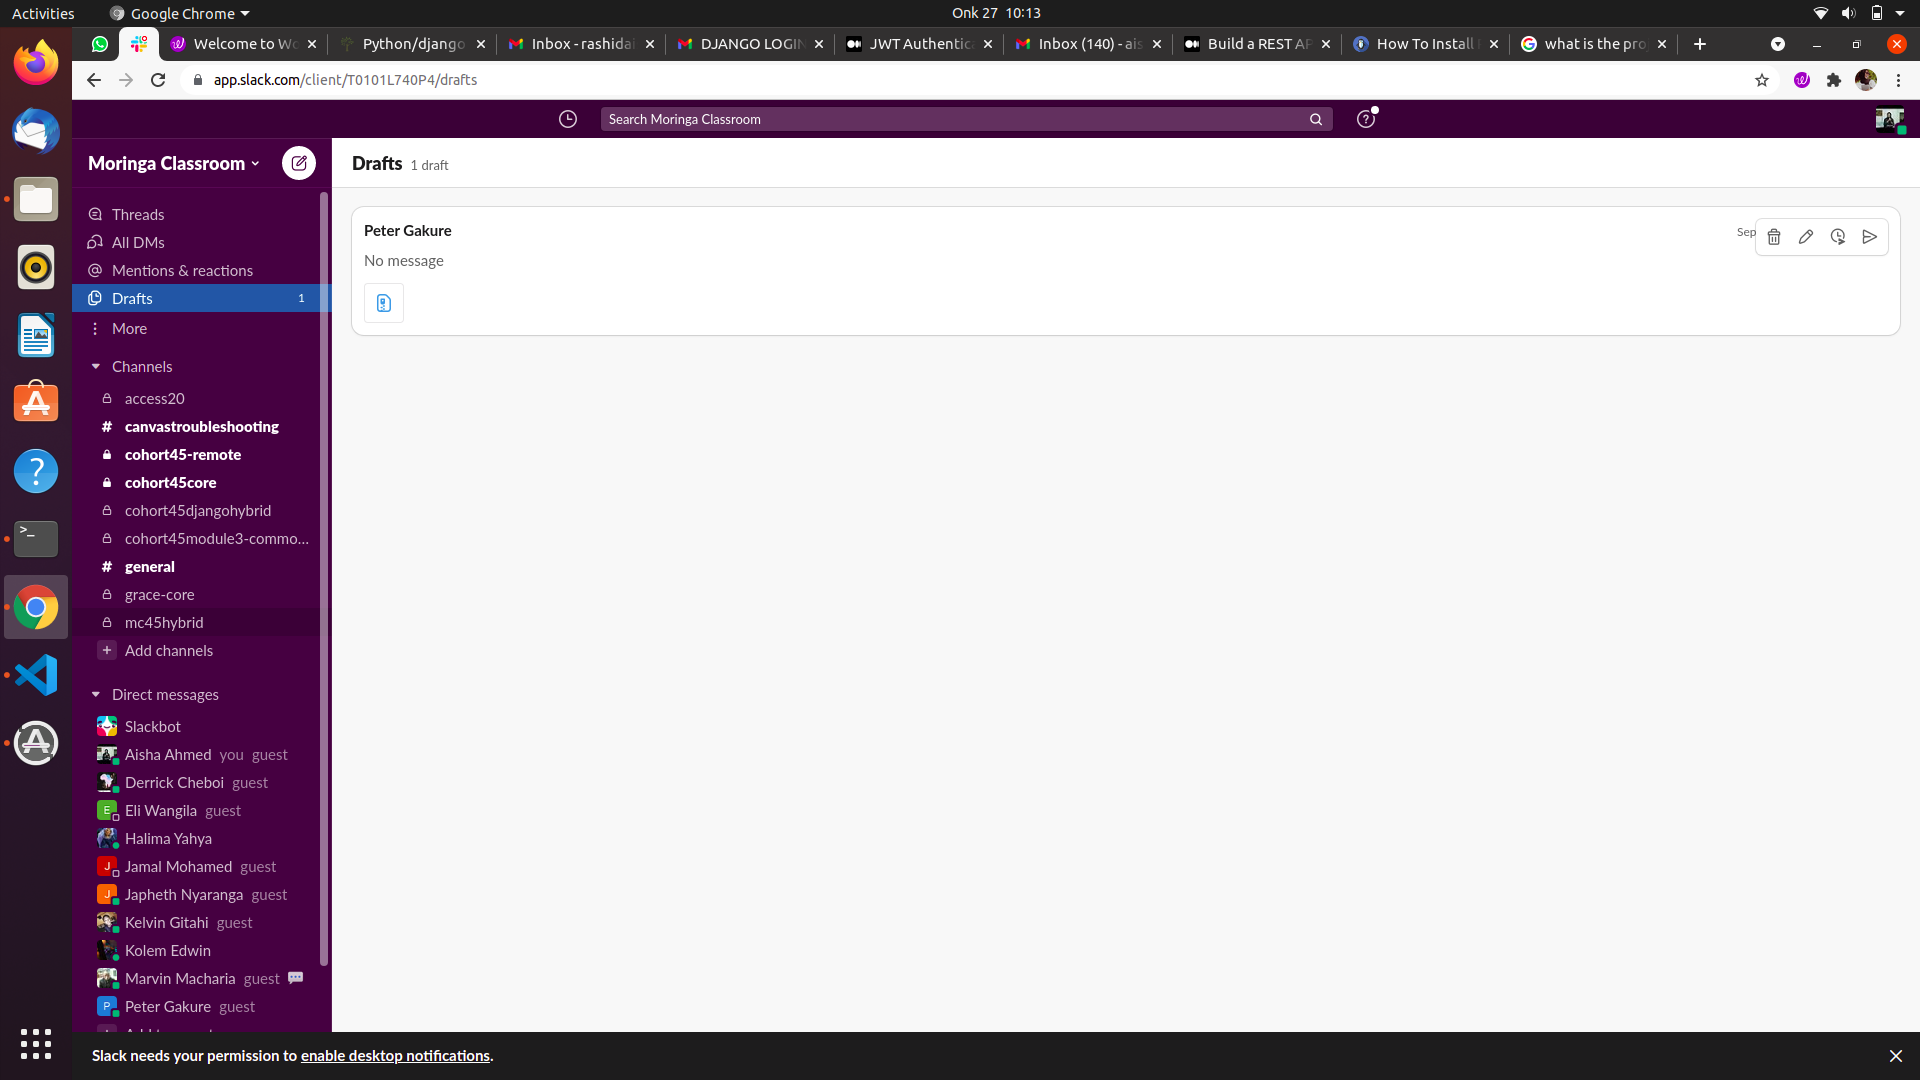 Activities
Google Chrome
Onk 27 10:13
Welcome to Wo
Python/django
Inbox - rashidal
DJANGO LOGIN
JWT Authentica
Inbox (140) - ais
Build a REST AP
How To Install
what is the pro
app.slack.com/client/T0101L740P4/drafts
Search Moringa Classroom
Moringa Classroom
Drafts 1 draft
Threads
All DMs
Mentions & reactions
Drafts 1
More
Channels
access20
canvastroubleshooting
cohort45-remote
cohort45core
cohort45djangohybrid
cohort45module3-commo...
general
grace-core
mc45hybrid
Add channels
Direct messages
Slackbot
Aisha Ahmed you guest
Derrick Cheboi guest
E Eli Wangila guest
Halima Yahya
J Jamal Mohamed guest
J Japheth Nyaranga guest
Kelvin Gitahi guest
Kolem Edwin
Marvin Macharia guest
P Peter Gakure guest
Peter Gakure
Sep
No message
Slack needs your permission to enable desktop notifications.